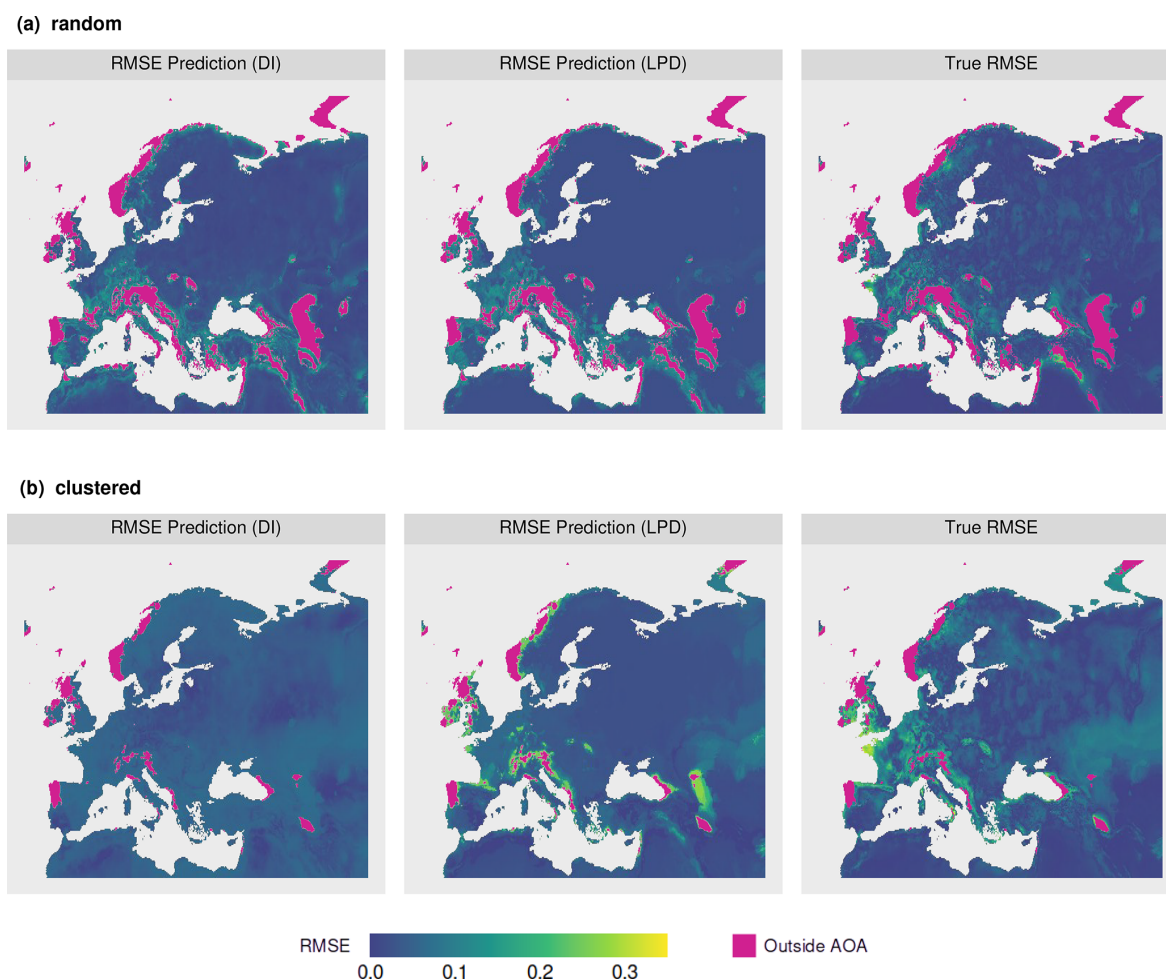 (a) random
RMSE Prediction (DI)
RMSE Prediction (LPD)
True RMSE
(b) clustered
RMSE Prediction (DI)
RMSE Prediction (LPD)
True RMSE
RMSE
0.0 0.1 0.2 0.3
Outside AOA